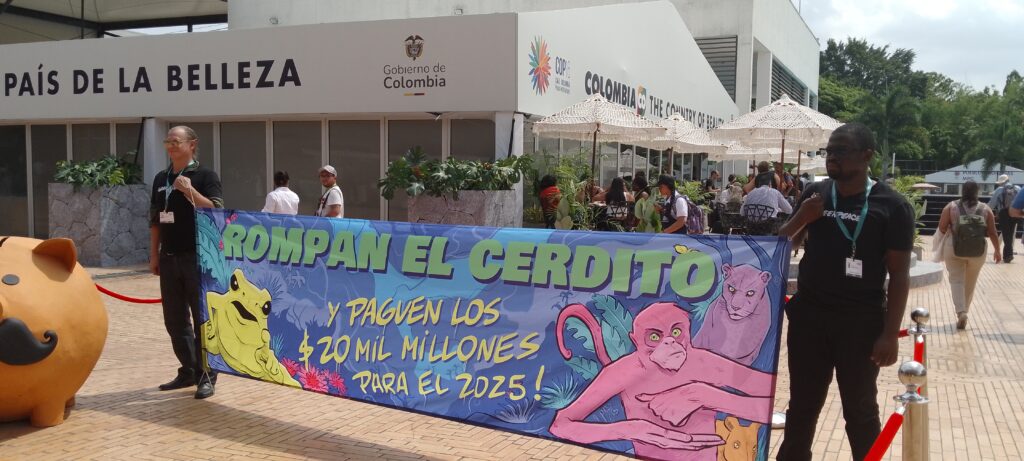 PAÍS DE LA BELLEZA
Gobierno de
Colombia
COP
COLOMBIA
THE COUNTRY OF BEAUTY
GREENPEACE
ROMPAN EL CERDITO
Y PAGUEN LOS
$20 MIL MILLONES
PARA EL 2025!